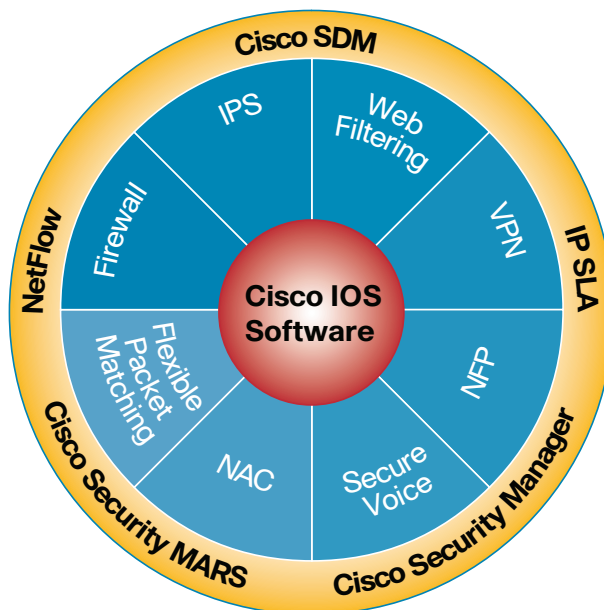 Cisco SDM
IPS
Web
Filtering
VPN
IP SLA
NFP
Cisco Security Manager
Secure
Voice
NAC
Cisco Security MARS
Flexible
Packet
Matching
NetFlow
Firewall
Cisco IOS
Software